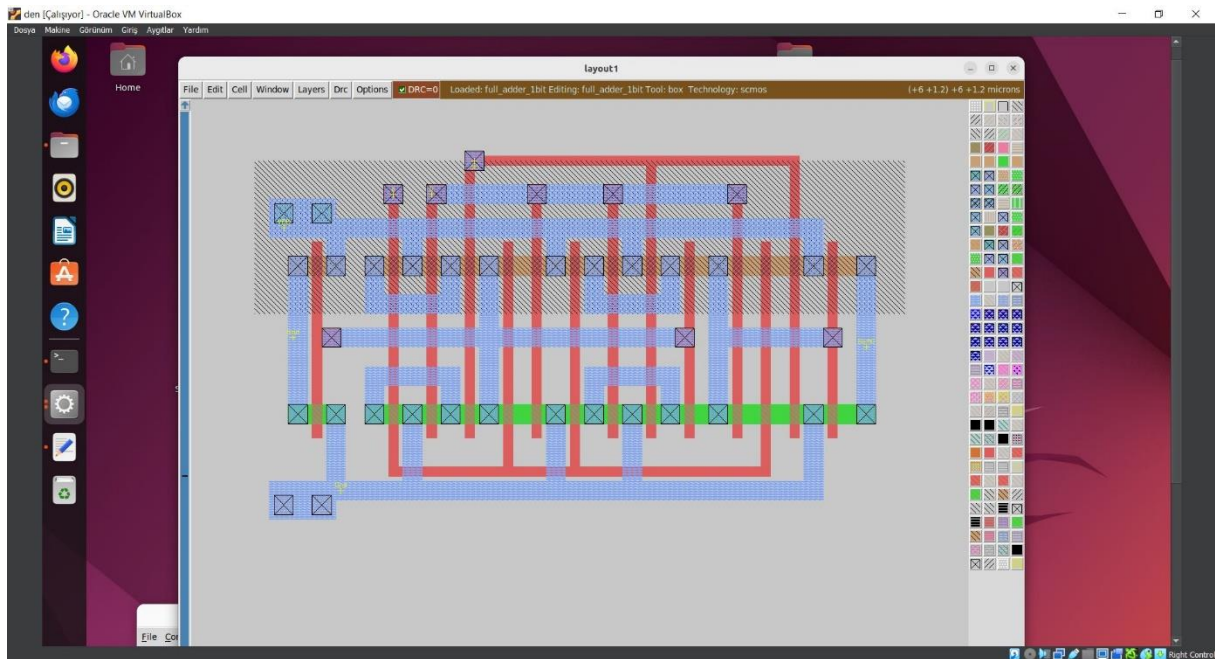 den [Çalışıyor] - Oracle VM VirtualBox
Dosya Makine Görünüm Giriş Aygıtlar Yardım
Home
layout1
File Edit Cell Window Layers Drc Options DRC=0 Loaded: full_adder_1bit Editing: full_adder_1bit Tool: box Technology: scmos (+6 +1.2) +6 +1.2 microns
File Co
Right Control